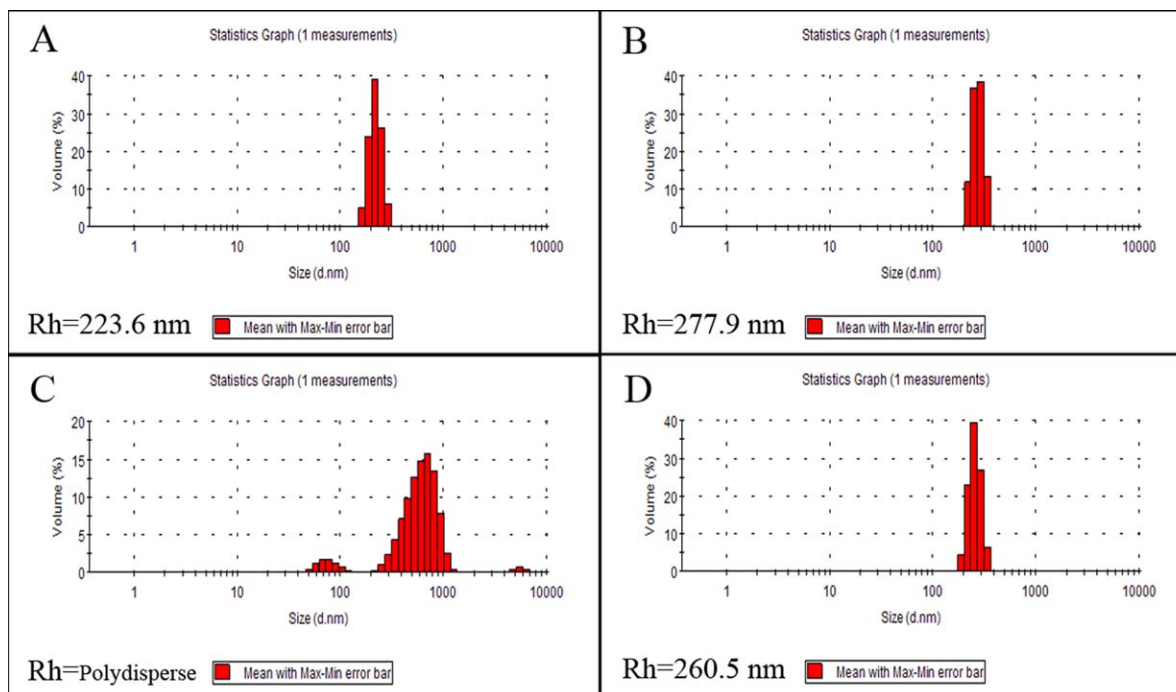 A
Statistics Graph (1 measurements)
40
30
20
10
0
Volume (%)
1 10 100 1000 10000
Size (d.nm)
Rh=223.6 nm
Mean with Max-Min error bar
B
Statistics Graph (1 measurements)
40
30
20
10
0
Volume (%)
1 10 100 1000 10000
Size (d.nm)
Rh=277.9 nm
Mean with Max-Min error bar
C
Statistics Graph (1 measurements)
20
15
10
5
0
Volume (%)
1 10 100 1000 10000
Size (d.nm)
Rh=Polydisperse
Mean with Max-Min error bar
D
Statistics Graph (1 measurements)
40
30
20
10
0
Volume (%)
1 10 100 1000 10000
Size (d.nm)
Rh=260.5 nm
Mean with Max-Min error bar